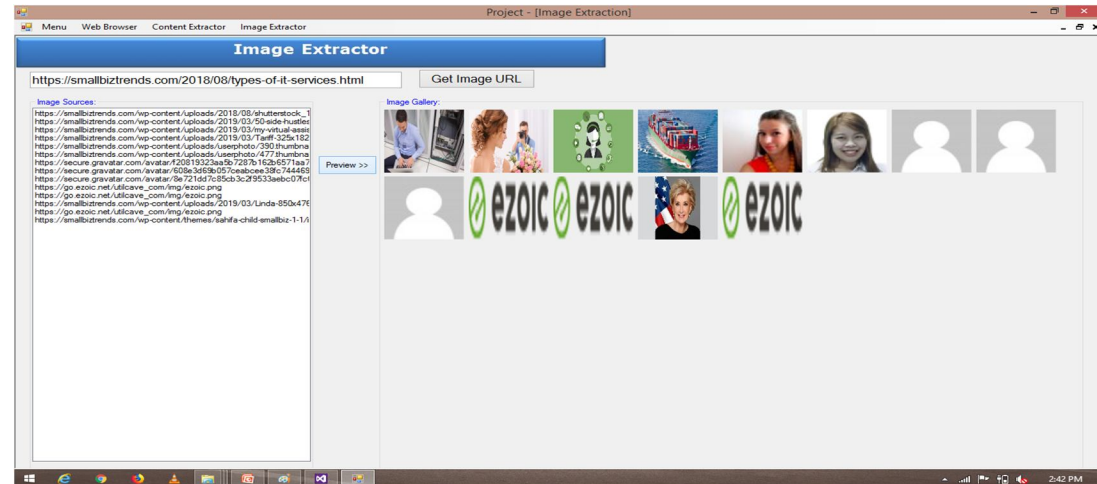 Project - [Image Extraction]
Menu Web Browser Content Extractor Image Extractor
Image Extractor
https://smallbiztrends.com/2018/08/types-of-it-services.html
Get Image URL
Image Sources:
https://smallbiztrends.com/wp-content/uploads/2018/08/shutterstock_1
https://smallbiztrends.com/wp-content/uploads/2019/03/50-side-hustles
https://smallbiztrends.com/wp-content/uploads/2019/03/my-virtual-assis
https://smallbiztrends.com/wp-content/uploads/2019/03/Tariff-325x182
https://smallbiztrends.com/wp-content/uploads/userphoto/390.thumbna
https://smallbiztrends.com/wp-content/uploads/userphoto/477.thumbna
https://secure.gravatar.com/avatar/f20819323aa5b7287b162b6571aa7
https://secure.gravatar.com/avatar/608e3d69b057ceabcee38fc744469
https://secure.gravatar.com/avatar/8e721dd7c85cb3c2f9533aebc07fc6
https://go.ezoic.net/utilcave_com/img/ezoic.png
https://go.ezoic.net/utilcave_com/img/ezoic.png
https://smallbiztrends.com/wp-content/uploads/2019/03/Linda-850x476
https://go.ezoic.net/utilcave_com/img/ezoic.png
https://smallbiztrends.com/wp-content/themes/sahifa-child-smallbiz-1-1/i
Preview >>
Image Gallery:
ezoic ezoic ezoic
2:42 PM